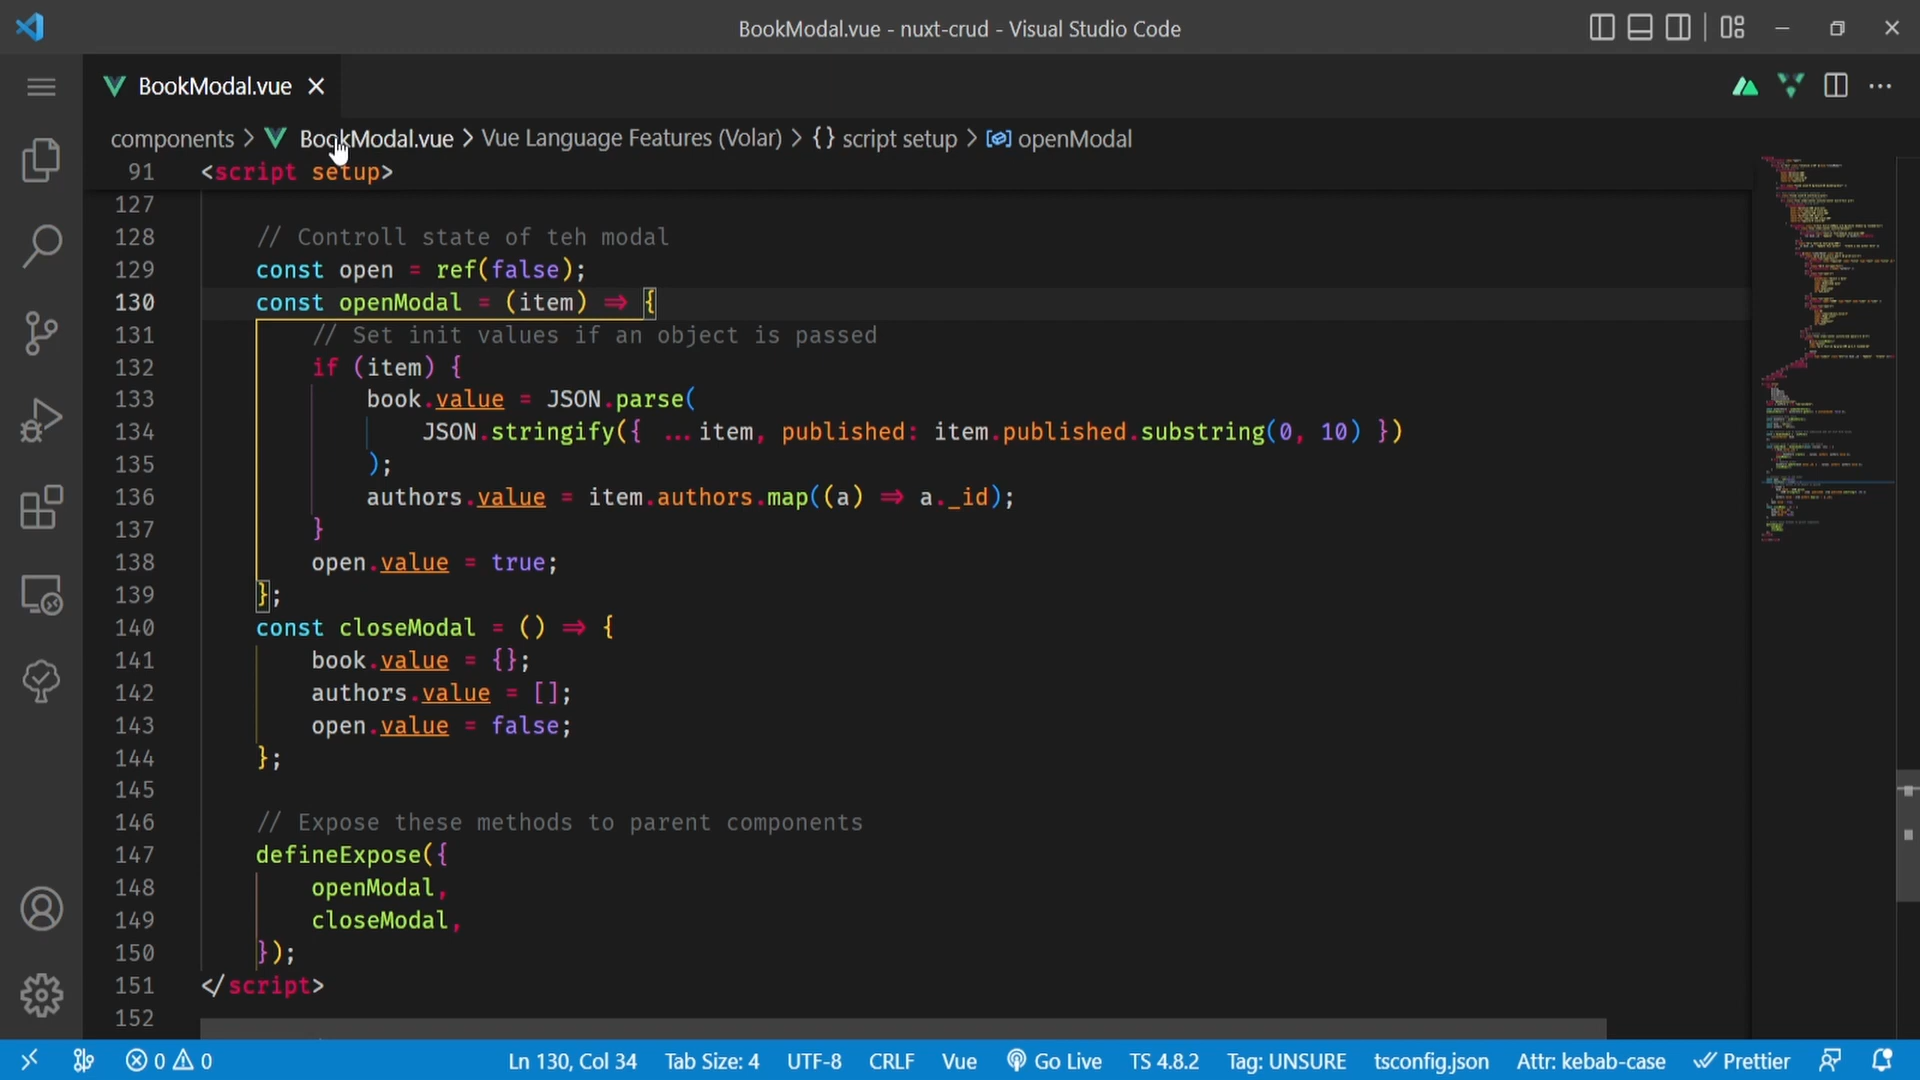 BookModal.vue - nuxt-crud - Visual Studio Code
BookModal.vue
components > BookModal.vue > Vue Language Features (Volar) > {} script setup > openModal
91 <script setup>
127
128 // Controll state of teh modal
129 const open = ref(false);
130 const openModal = (item) => {
131 // Set init values if an object is passed
132 if (item) {
133 book.value = JSON.parse(
134 JSON.stringify({ ...item, published: item.published.substring(0, 10) })
135 );
136 authors.value = item.authors.map((a) => a._id);
137 }
138 open.value = true;
139 };
140 const closeModal = () => {
141 book.value = {};
142 authors.value = [];
143 open.value = false;
144 };
145
146 // Expose these methods to parent components
147 defineExpose({
148 openModal,
149 closeModal,
150 });
151 </script>
152
0 0 Ln 130, Col 34 Tab Size: 4 UTF-8 CRLF Vue Go Live TS 4.8.2 Tag: UNSURE tsconfig.json Attr: kebab-case Prettier